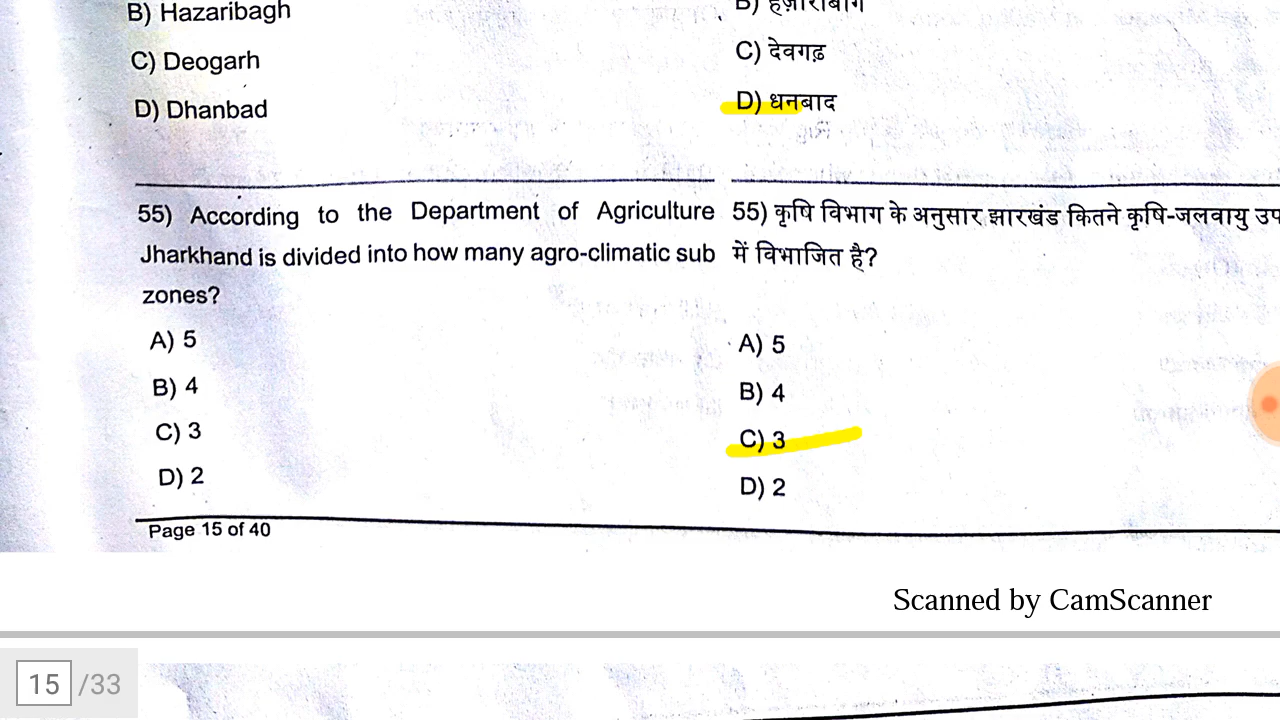 B) Hazaribagh
C) Deogarh
D) Dhanbad
B) हज़ारीबाग
C) देवगढ़
D) धनबाद
55) According to the Department of Agriculture
Jharkhand is divided into how many agro-climatic sub
zones?
A) 5
B) 4
C) 3
D) 2
55) कृषि विभाग के अनुसार झारखंड कितने कृषि-जलवायु उप
में विभाजित है?
A) 5
B) 4
C) 3
D) 2
Page 15 of 40
Scanned by CamScanner
15 /33